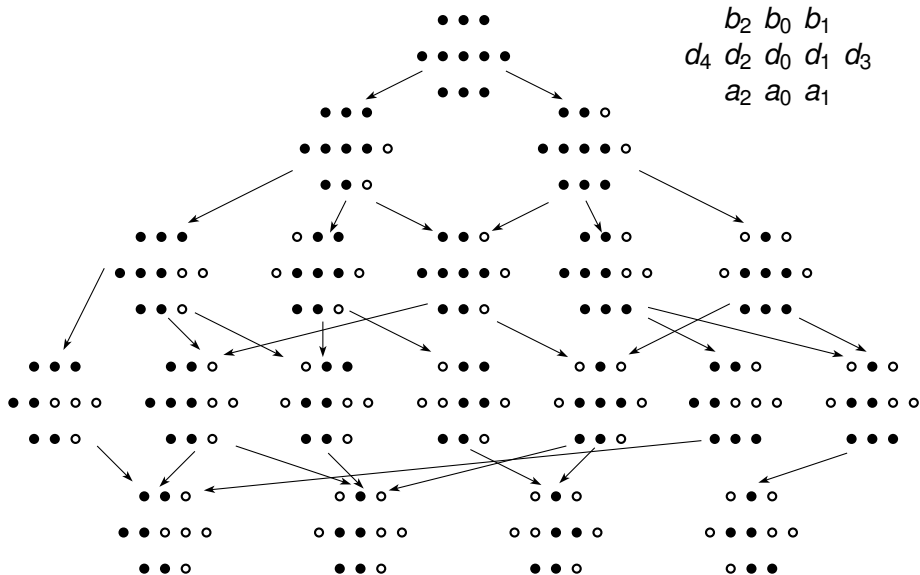 b₂ b₀ b₁
d₄ d₂ d₀ d₁ d₃
a₂ a₀ a₁